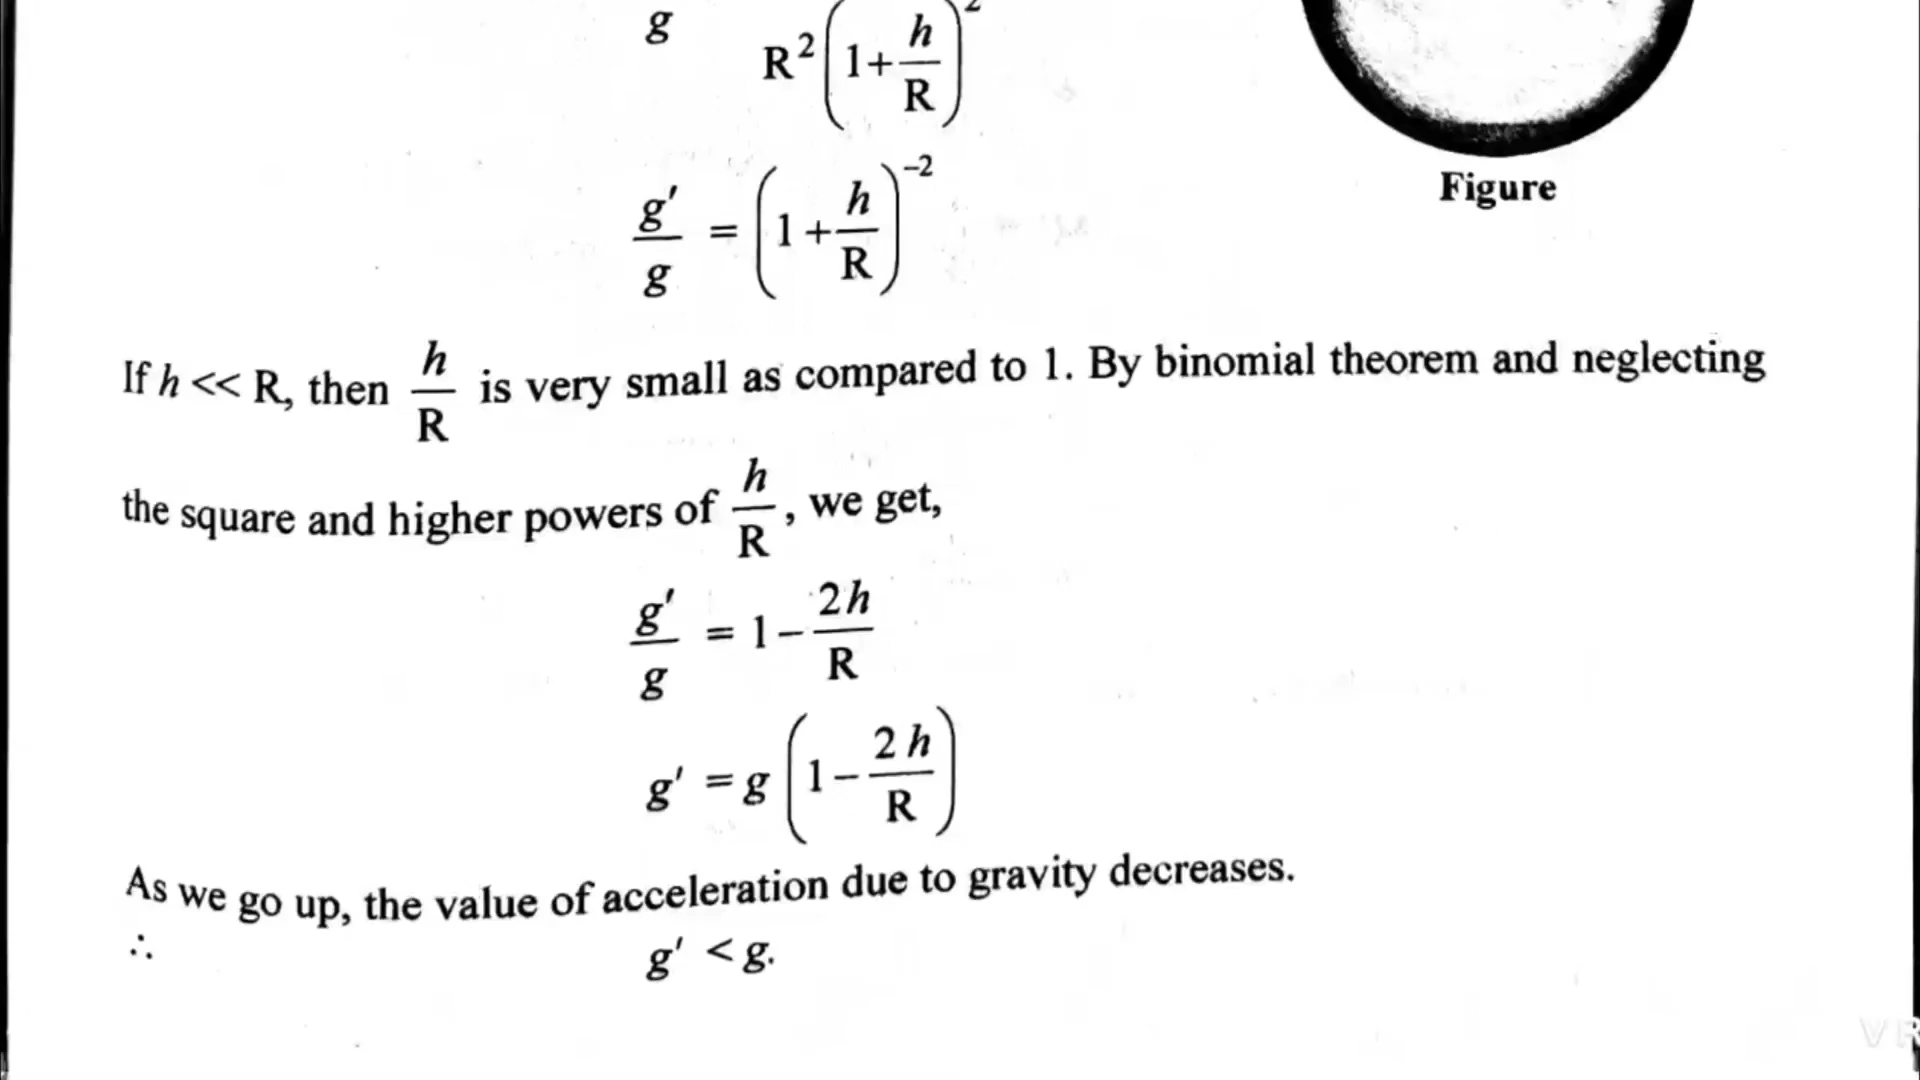 g R²(1+h/R)²
g′/g = (1+h/R)⁻²
Figure
If h << R, then h/R is very small as compared to 1. By binomial theorem and neglecting
the square and higher powers of h/R, we get,
g′/g = 1−2h/R
g′ = g(1−2h/R)
As we go up, the value of acceleration due to gravity decreases.
∴ g′ < g.